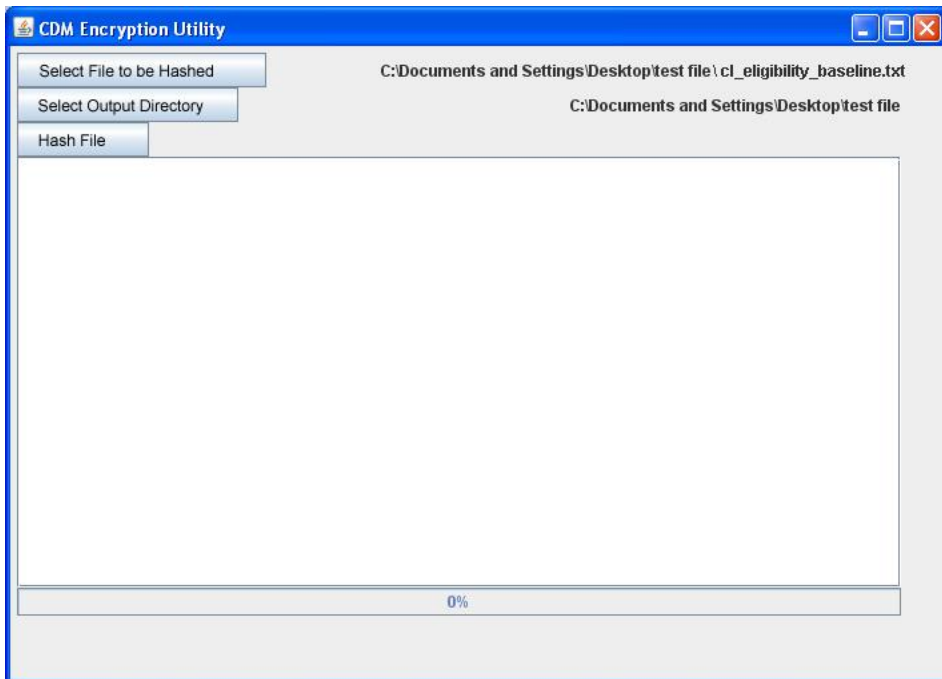 CDM Encryption Utility
Select File to be Hashed C:\Documents and Settings\Desktop\test file\cl_eligibility_baseline.txt
Select Output Directory C:\Documents and Settings\Desktop\test file
Hash File
0%